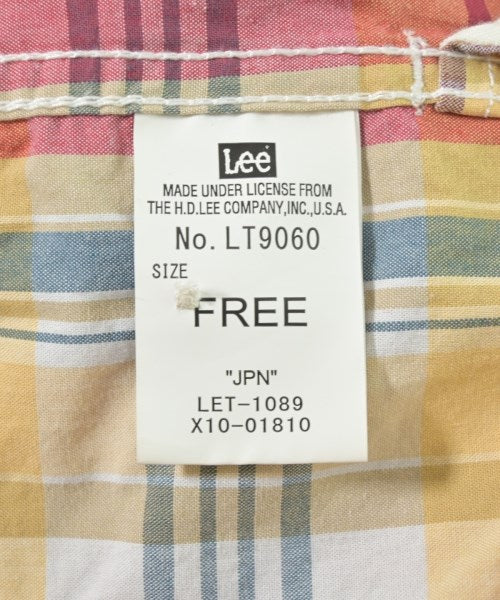 Lee
MADE UNDER LICENSE FROM
THE H.D.LEE COMPANY,INC.,U.S.A.
No. LT9060
SIZE
FREE
"JPN"
LET-1089
X10-01810